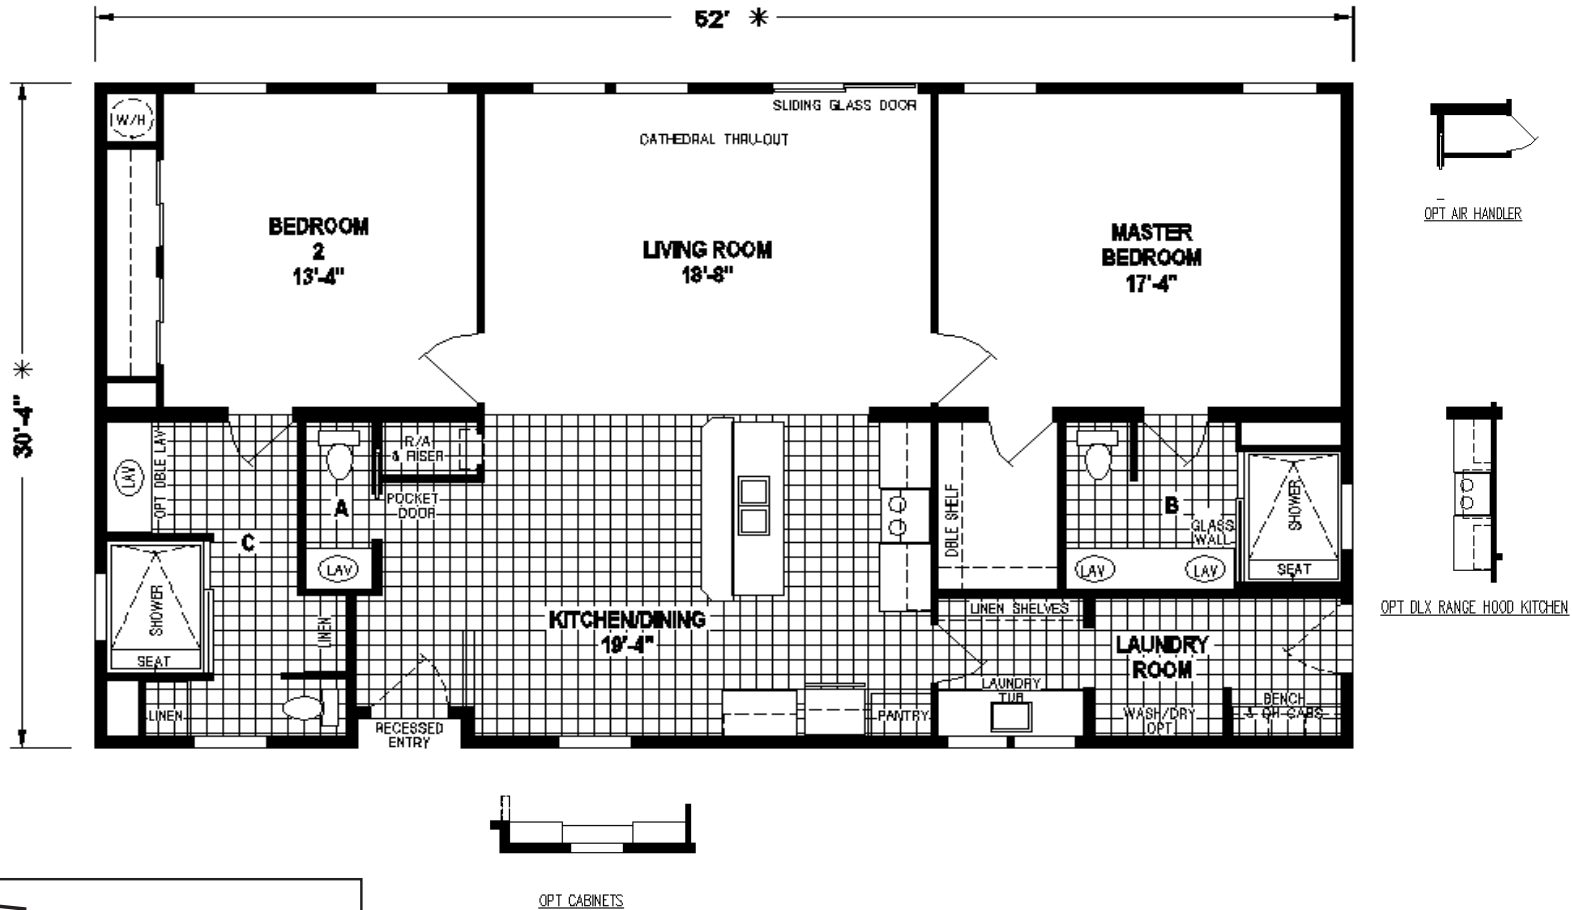 52' *
SLIDING GLASS DOOR
W/H
CATHEDRAL THRU-OUT
BEDROOM
2
13'-4"
LIVING ROOM
18'-8"
MASTER
BEDROOM
17'-4"
OPT AIR HANDLER
30'-4" *
LAV
OPT DBLE LAV
R/A
& RISER
POCKET
DOOR
A
LAV
C
SHOWER
SEAT
LINEN
LINEN
RECESSED
ENTRY
KITCHEN/DINING
19'-4"
PANTRY
DBLE SHELF
B
GLASS
WALL
SHOWER
SEAT
LAV
LAV
LINEN SHELVES
LAUNDRY
ROOM
LAUNDRY
TUB
WASH/DRY
OPT
BENCH
& OH CABS
OPT DLX RANGE HOOD KITCHEN
OPT CABINETS